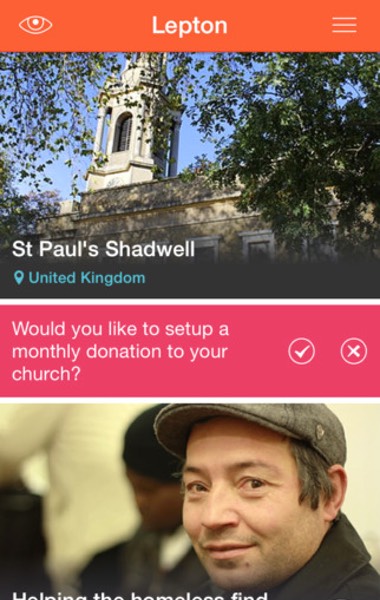 Lepton
St Paul's Shadwell
United Kingdom
Would you like to setup a
monthly donation to your
church?
Helping the homeless find